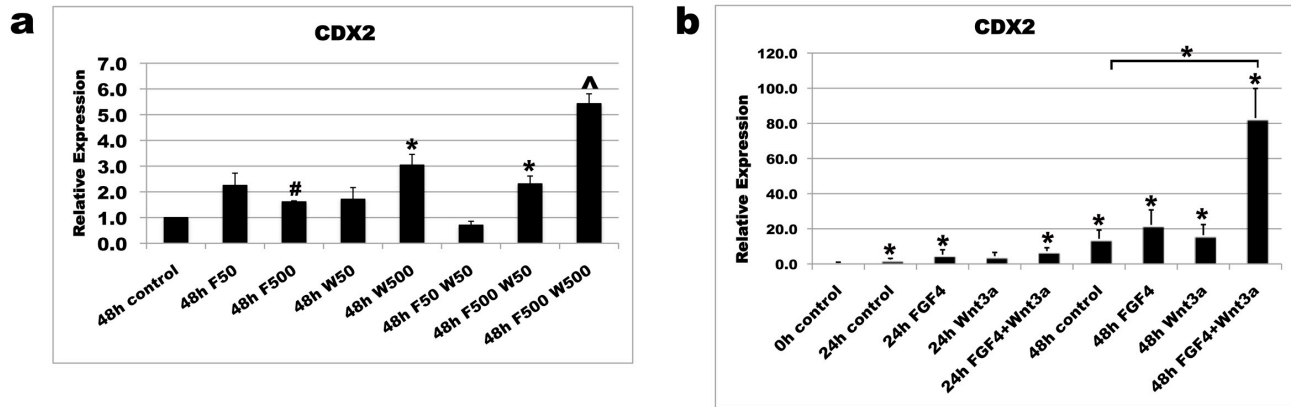 a
CDX2
Relative Expression
7.0
6.0
5.0
4.0
3.0
2.0
1.0
0.0
#
*
*
^
48h control
48h F50
48h F500
48h W50
48h W500
48h F50 W50
48h F500 W50
48h F500 W500
b
CDX2
Relative Expression
120.0
100.0
80.0
60.0
40.0
20.0
0.0
*
*
*
*
*
*
*
*
0h control
24h control
24h FGF4
24h Wnt3a
24h FGF4+Wnt3a
48h control
48h FGF4
48h Wnt3a
48h FGF4+Wnt3a